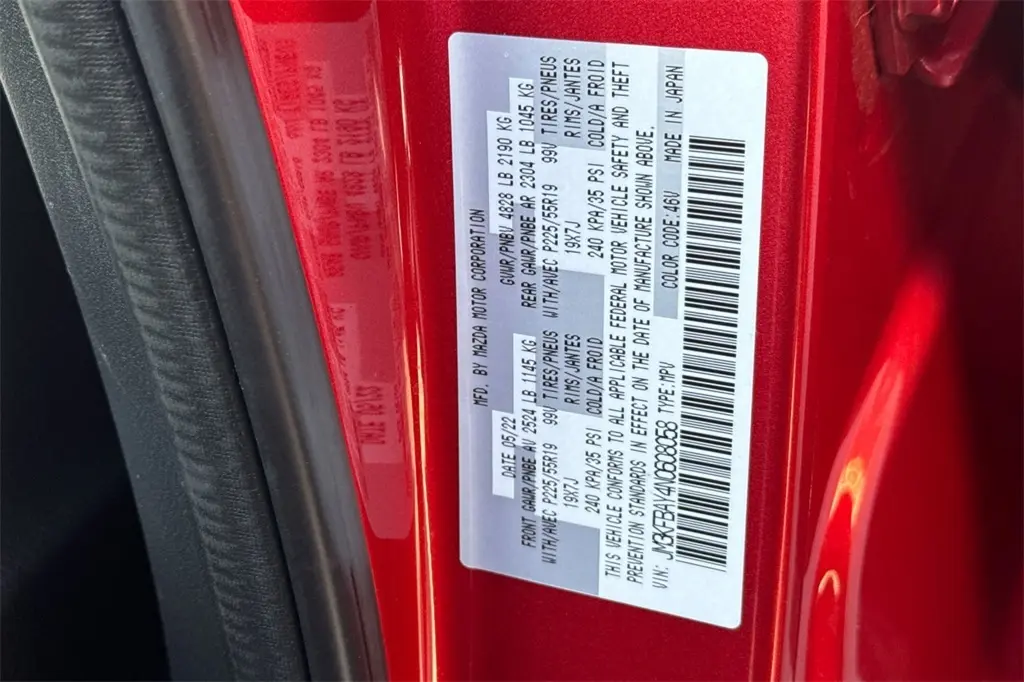 MFD. BY MAZDA MOTOR CORPORATION
DATE 05/22 GVWR/PNBV 4828 LB 2190 KG
FRONT GAWR/PNBE AV 2524 LB 1145 KG REAR GAWR/PNBE AR 2304 LB 1045 KG
WITH/AVEC P225/55R19 99V TIRES/PNEUS WITH/AVEC P225/55R19 99V TIRES/PNEUS
19X7J RIMS/JANTES 19X7J RIMS/JANTES
240 KPA/35 PSI COLD/A FROID 240 KPA/35 PSI COLD/A FROID
THIS VEHICLE CONFORMS TO ALL APPLICABLE FEDERAL MOTOR VEHICLE SAFETY AND THEFT
PREVENTION STANDARDS IN EFFECT ON THE DATE OF MANUFACTURE SHOWN ABOVE.
VIN: JM3KFBAY4N0608058 TYPE:MPV COLOR CODE:46V MADE IN JAPAN